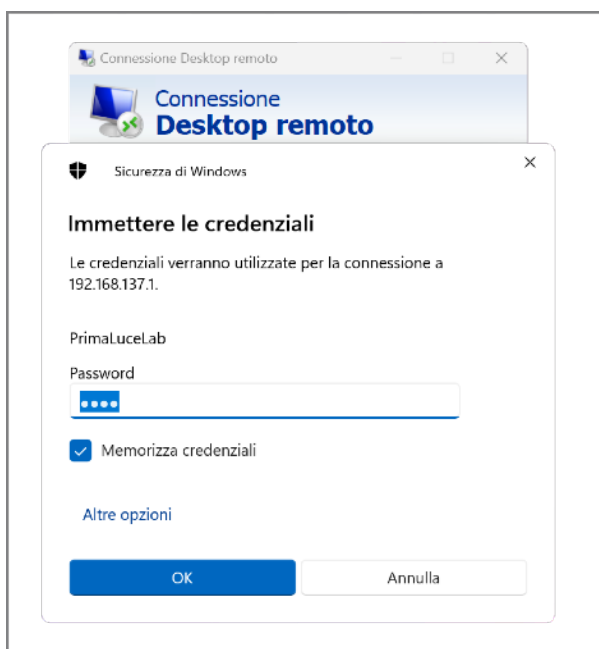 Connessione Desktop remoto
Connessione
Desktop remoto
Sicurezza di Windows
Immettere le credenziali
Le credenziali verranno utilizzate per la connessione a
192.168.137.1.
PrimaLuceLab
Password
••••
Memorizza credenziali
Altre opzioni
OK
Annulla